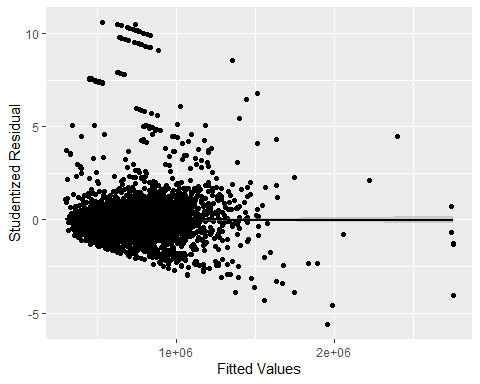 10
5
0
-5
Studentized Residual
1e+06
2e+06
Fitted Values